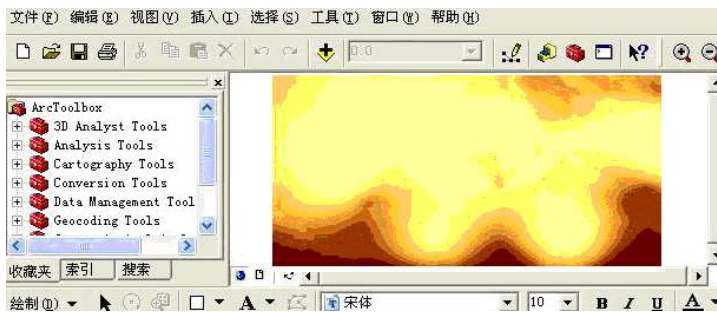 文件(F) 编辑(E) 视图(V) 插入(I) 选择(S) 工具(T) 窗口(W) 帮助(H)
0:0
ArcToolbox
3D Analyst Tools
Analysis Tools
Cartography Tools
Conversion Tools
Data Management Tool
Geocoding Tools
收藏夹 索引 搜索
绘制(D) A 宋体 10 B I U A